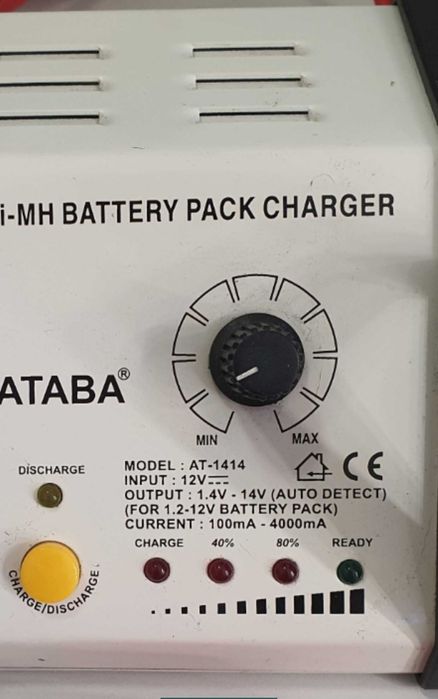 i-MH BATTERY PACK CHARGER
ATABA®
MIN MAX
DISCHARGE
MODEL : AT-1414
INPUT : 12V
OUTPUT : 1.4V - 14V (AUTO DETECT)
(FOR 1.2-12V BATTERY PACK)
CURRENT : 100mA - 4000mA
CE
CHARGE 40% 80% READY
CHARGE/DISCHARGE